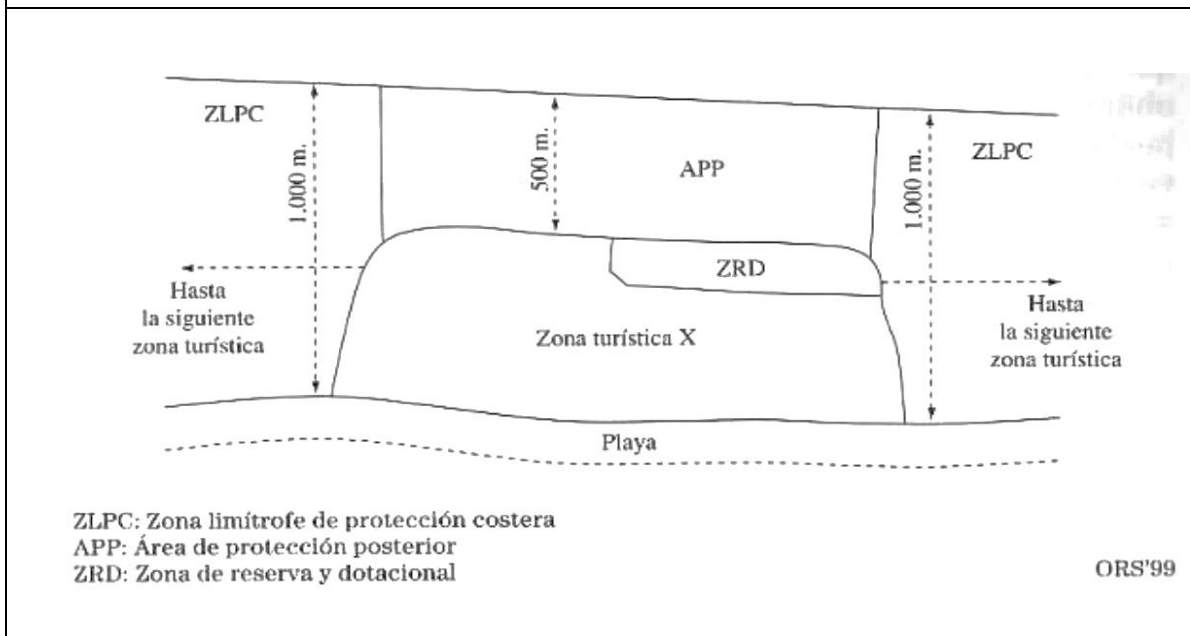 ZLPC
1.000 m.
500 m.
APP
1.000 m.
ZLPC
ZRD
Hasta
la siguiente
zona turística
Zona turística X
Hasta
la siguiente
zona turística
Playa
ZLPC: Zona limítrofe de protección costera
APP: Área de protección posterior
ZRD: Zona de reserva y dotacional
ORS'99